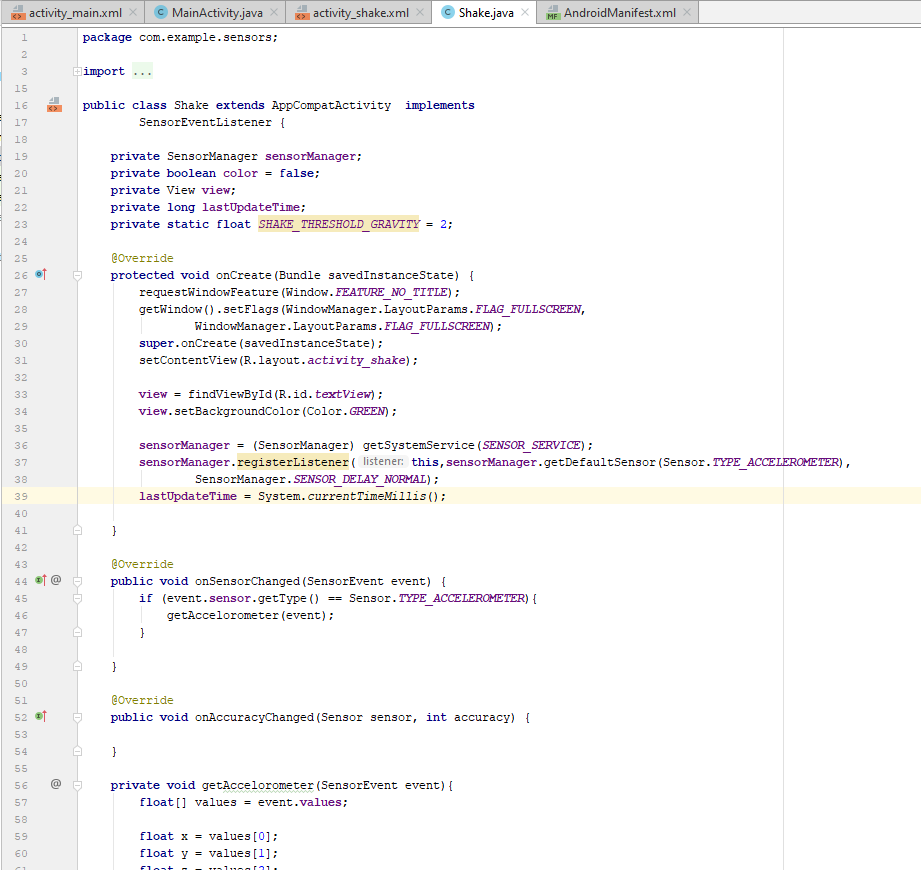 activity_main.xml MainActivity.java activity_shake.xml Shake.java AndroidManifest.xml
1 package com.example.sensors;
2
3 import ...
15
16 public class Shake extends AppCompatActivity implements
17 SensorEventListener {
18
19 private SensorManager sensorManager;
20 private boolean color = false;
21 private View view;
22 private long lastUpdateTime;
23 private static float SHAKE_THRESHOLD_GRAVITY = 2;
24
25 @Override
26 protected void onCreate(Bundle savedInstanceState) {
27 requestWindowFeature(Window.FEATURE_NO_TITLE);
28 getWindow().setFlags(WindowManager.LayoutParams.FLAG_FULLSCREEN,
29 WindowManager.LayoutParams.FLAG_FULLSCREEN);
30 super.onCreate(savedInstanceState);
31 setContentView(R.layout.activity_shake);
32
33 view = findViewById(R.id.textView);
34 view.setBackgroundColor(Color.GREEN);
35
36 sensorManager = (SensorManager) getSystemService(SENSOR_SERVICE);
37 sensorManager.registerListener( listener: this,sensorManager.getDefaultSensor(Sensor.TYPE_ACCELEROMETER),
38 SensorManager.SENSOR_DELAY_NORMAL);
39 lastUpdateTime = System.currentTimeMillis();
40
41 }
42
43 @Override
44 @ public void onSensorChanged(SensorEvent event) {
45 if (event.sensor.getType() == Sensor.TYPE_ACCELEROMETER){
46 getAccelorometer(event);
47 }
48
49 }
50
51 @Override
52 public void onAccuracyChanged(Sensor sensor, int accuracy) {
53
54 }
55
56 @ private void getAccelorometer(SensorEvent event){
57 float[] values = event.values;
58
59 float x = values[0];
60 float y = values[1];
61 float z = values[2];